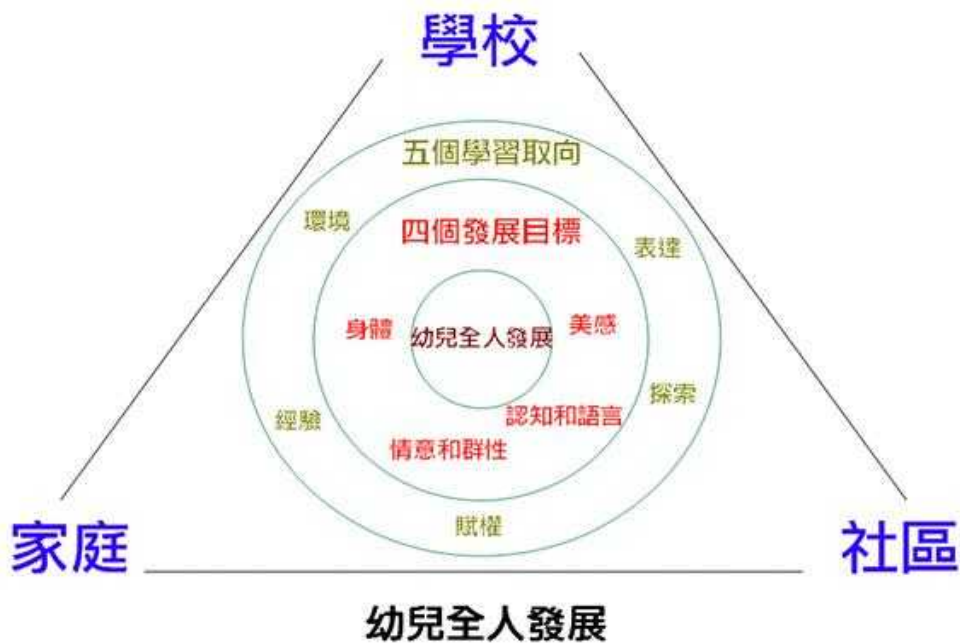 學校
五個學習取向
環境
四個發展目標
表達
身體
幼兒全人發展
美感
探索
認知和語言
經驗
情意和群性
賦權
家庭
社區
幼兒全人發展